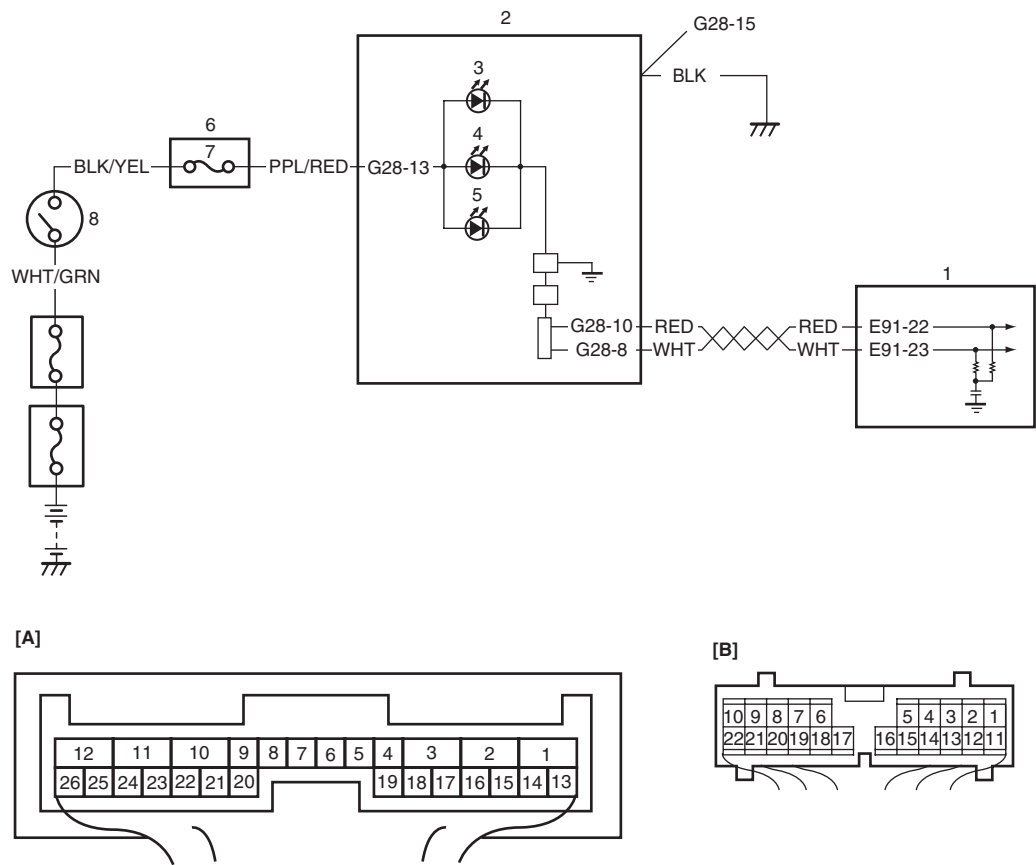 2
G28-15
3
BLK
6
4
7
BLK/YEL
PPL/RED
G28-13
5
8
WHT/GRN
1
G28-10 RED RED E91-22
G28-8 WHT WHT E91-23
[A]
12 11 10 9 8 7 6 5 4 3 2 1
26 25 24 23 22 21 20 19 18 17 16 15 14 13
[B]
10 9 8 7 6 5 4 3 2 1
22 21 20 19 18 17 16 15 14 13 12 11